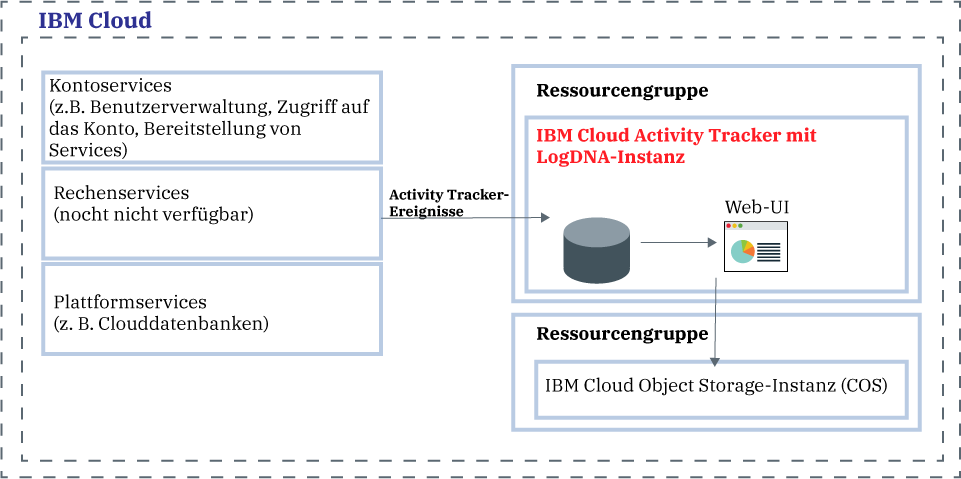 IBM Cloud
Kontoservices
(z.B. Benutzerverwaltung, Zugriff auf
das Konto, Bereitstellung von
Services)
Rechenservices
(nocht nicht verfügbar)
Plattformservices
(z. B. Clouddatenbanken)
Activity Tracker-
Ereignisse
Ressourcengruppe
IBM Cloud Activity Tracker mit
LogDNA-Instanz
Web-UI
Ressourcengruppe
IBM Cloud Object Storage-Instanz (COS)